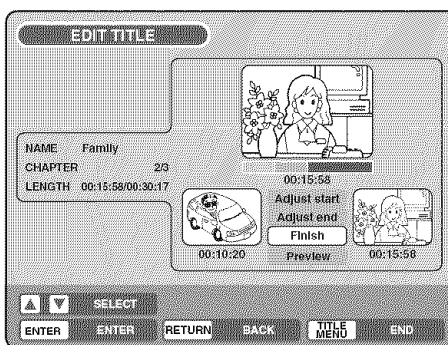 EDIT TITLE
NAME Family
CHAPTER 2/3
LENGTH 00:15:58/00:30:17
00:15:58
Adjust start
Adjust end
Finish
Preview
00:10:20
00:15:58
SELECT
ENTER ENTER RETURN BACK TITLE MENU END